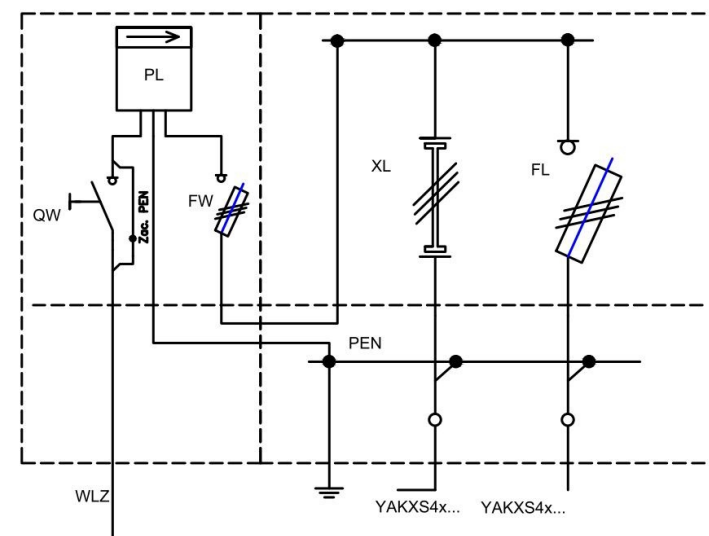 PL
XL
FL
QW
Zac. PEN
FW
PEN
WLZ
YAKXS4x...
YAKXS4x...